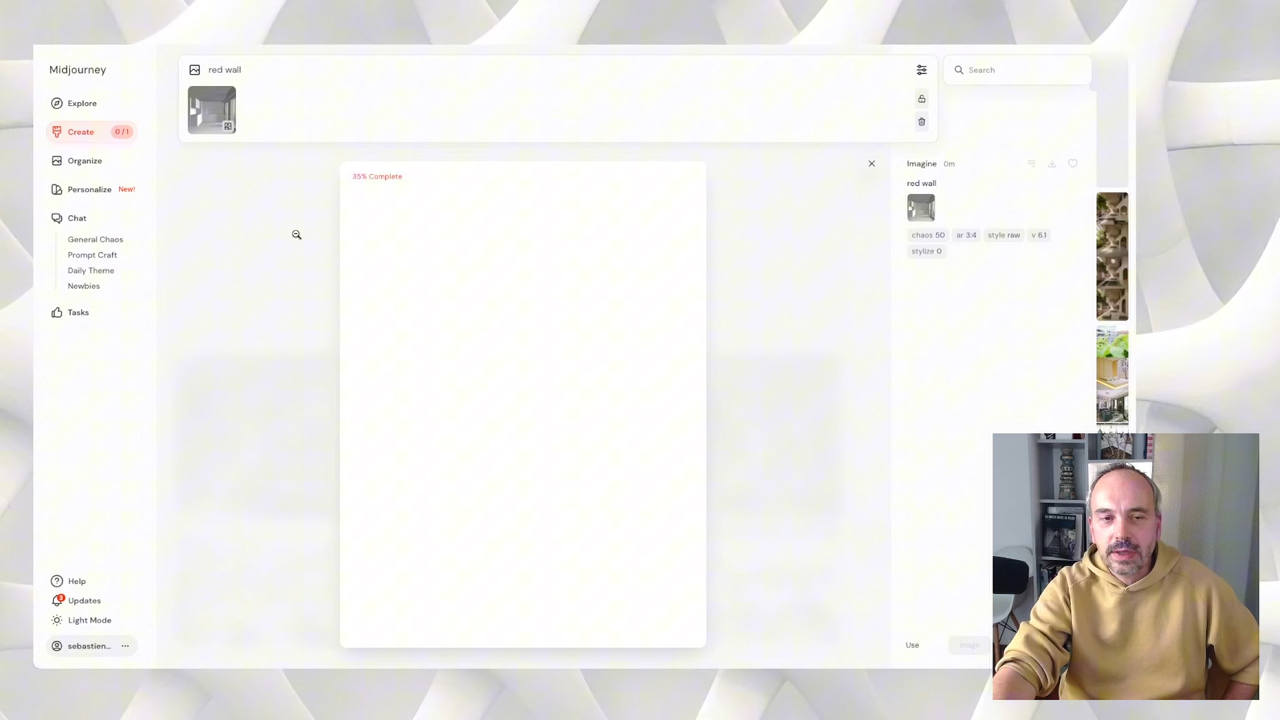 Midjourney
Explore
Create 0 / 1
Organize
Personalize New!
Chat
General Chaos
Prompt Craft
Daily Theme
Newbies
Tasks
Help
Updates
Light Mode
sebastien... ...
red wall
Search
35% Complete
Imagine 0m
red wall
chaos 50 ar 3:4 style raw v 6.1
stylize 0
Use Image